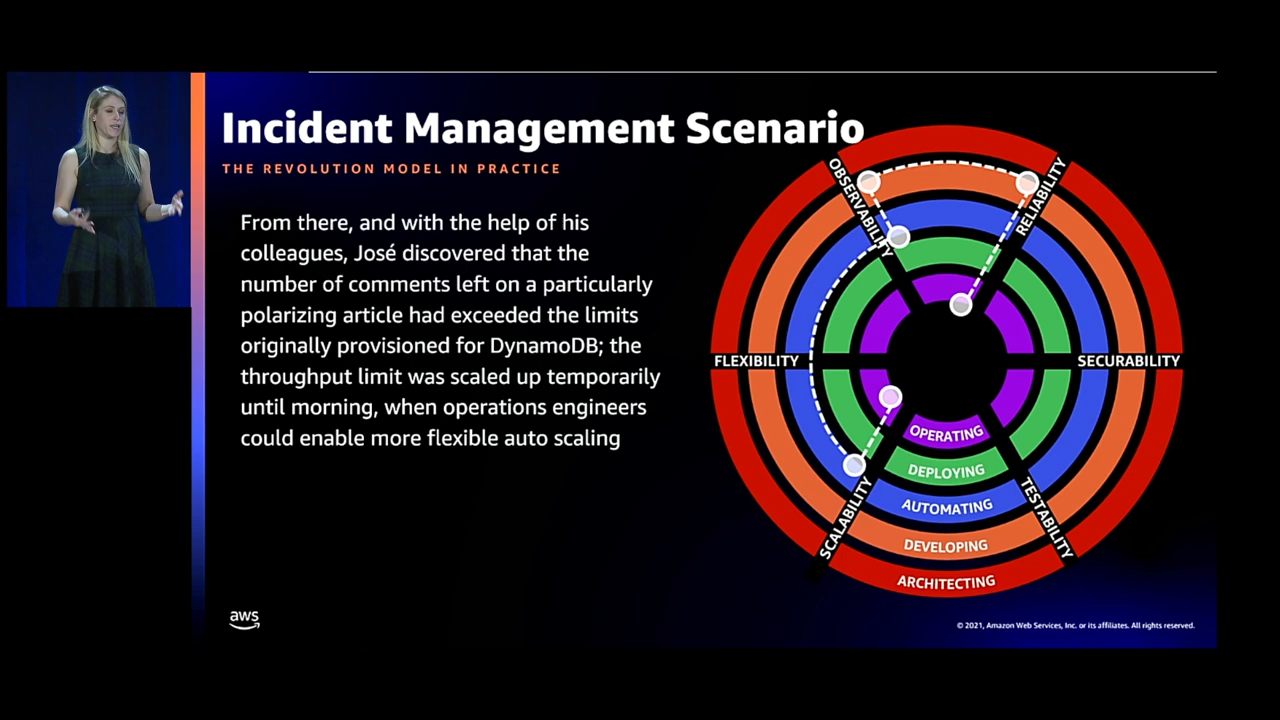 Incident Management Scenario
THE REVOLUTION MODEL IN PRACTICE
From there, and with the help of his
colleagues, José discovered that the
number of comments left on a particularly
polarizing article had exceeded the limits
originally provisioned for DynamoDB; the
throughput limit was scaled up temporarily
until morning, when operations engineers
could enable more flexible auto scaling
OBSERVABILITY
RELIABILITY
FLEXIBILITY
SECURABILITY
SCALABILITY
TESTABILITY
OPERATING
DEPLOYING
AUTOMATING
DEVELOPING
ARCHITECTING
aws
© 2021, Amazon Web Services, Inc. or its affiliates. All rights reserved.